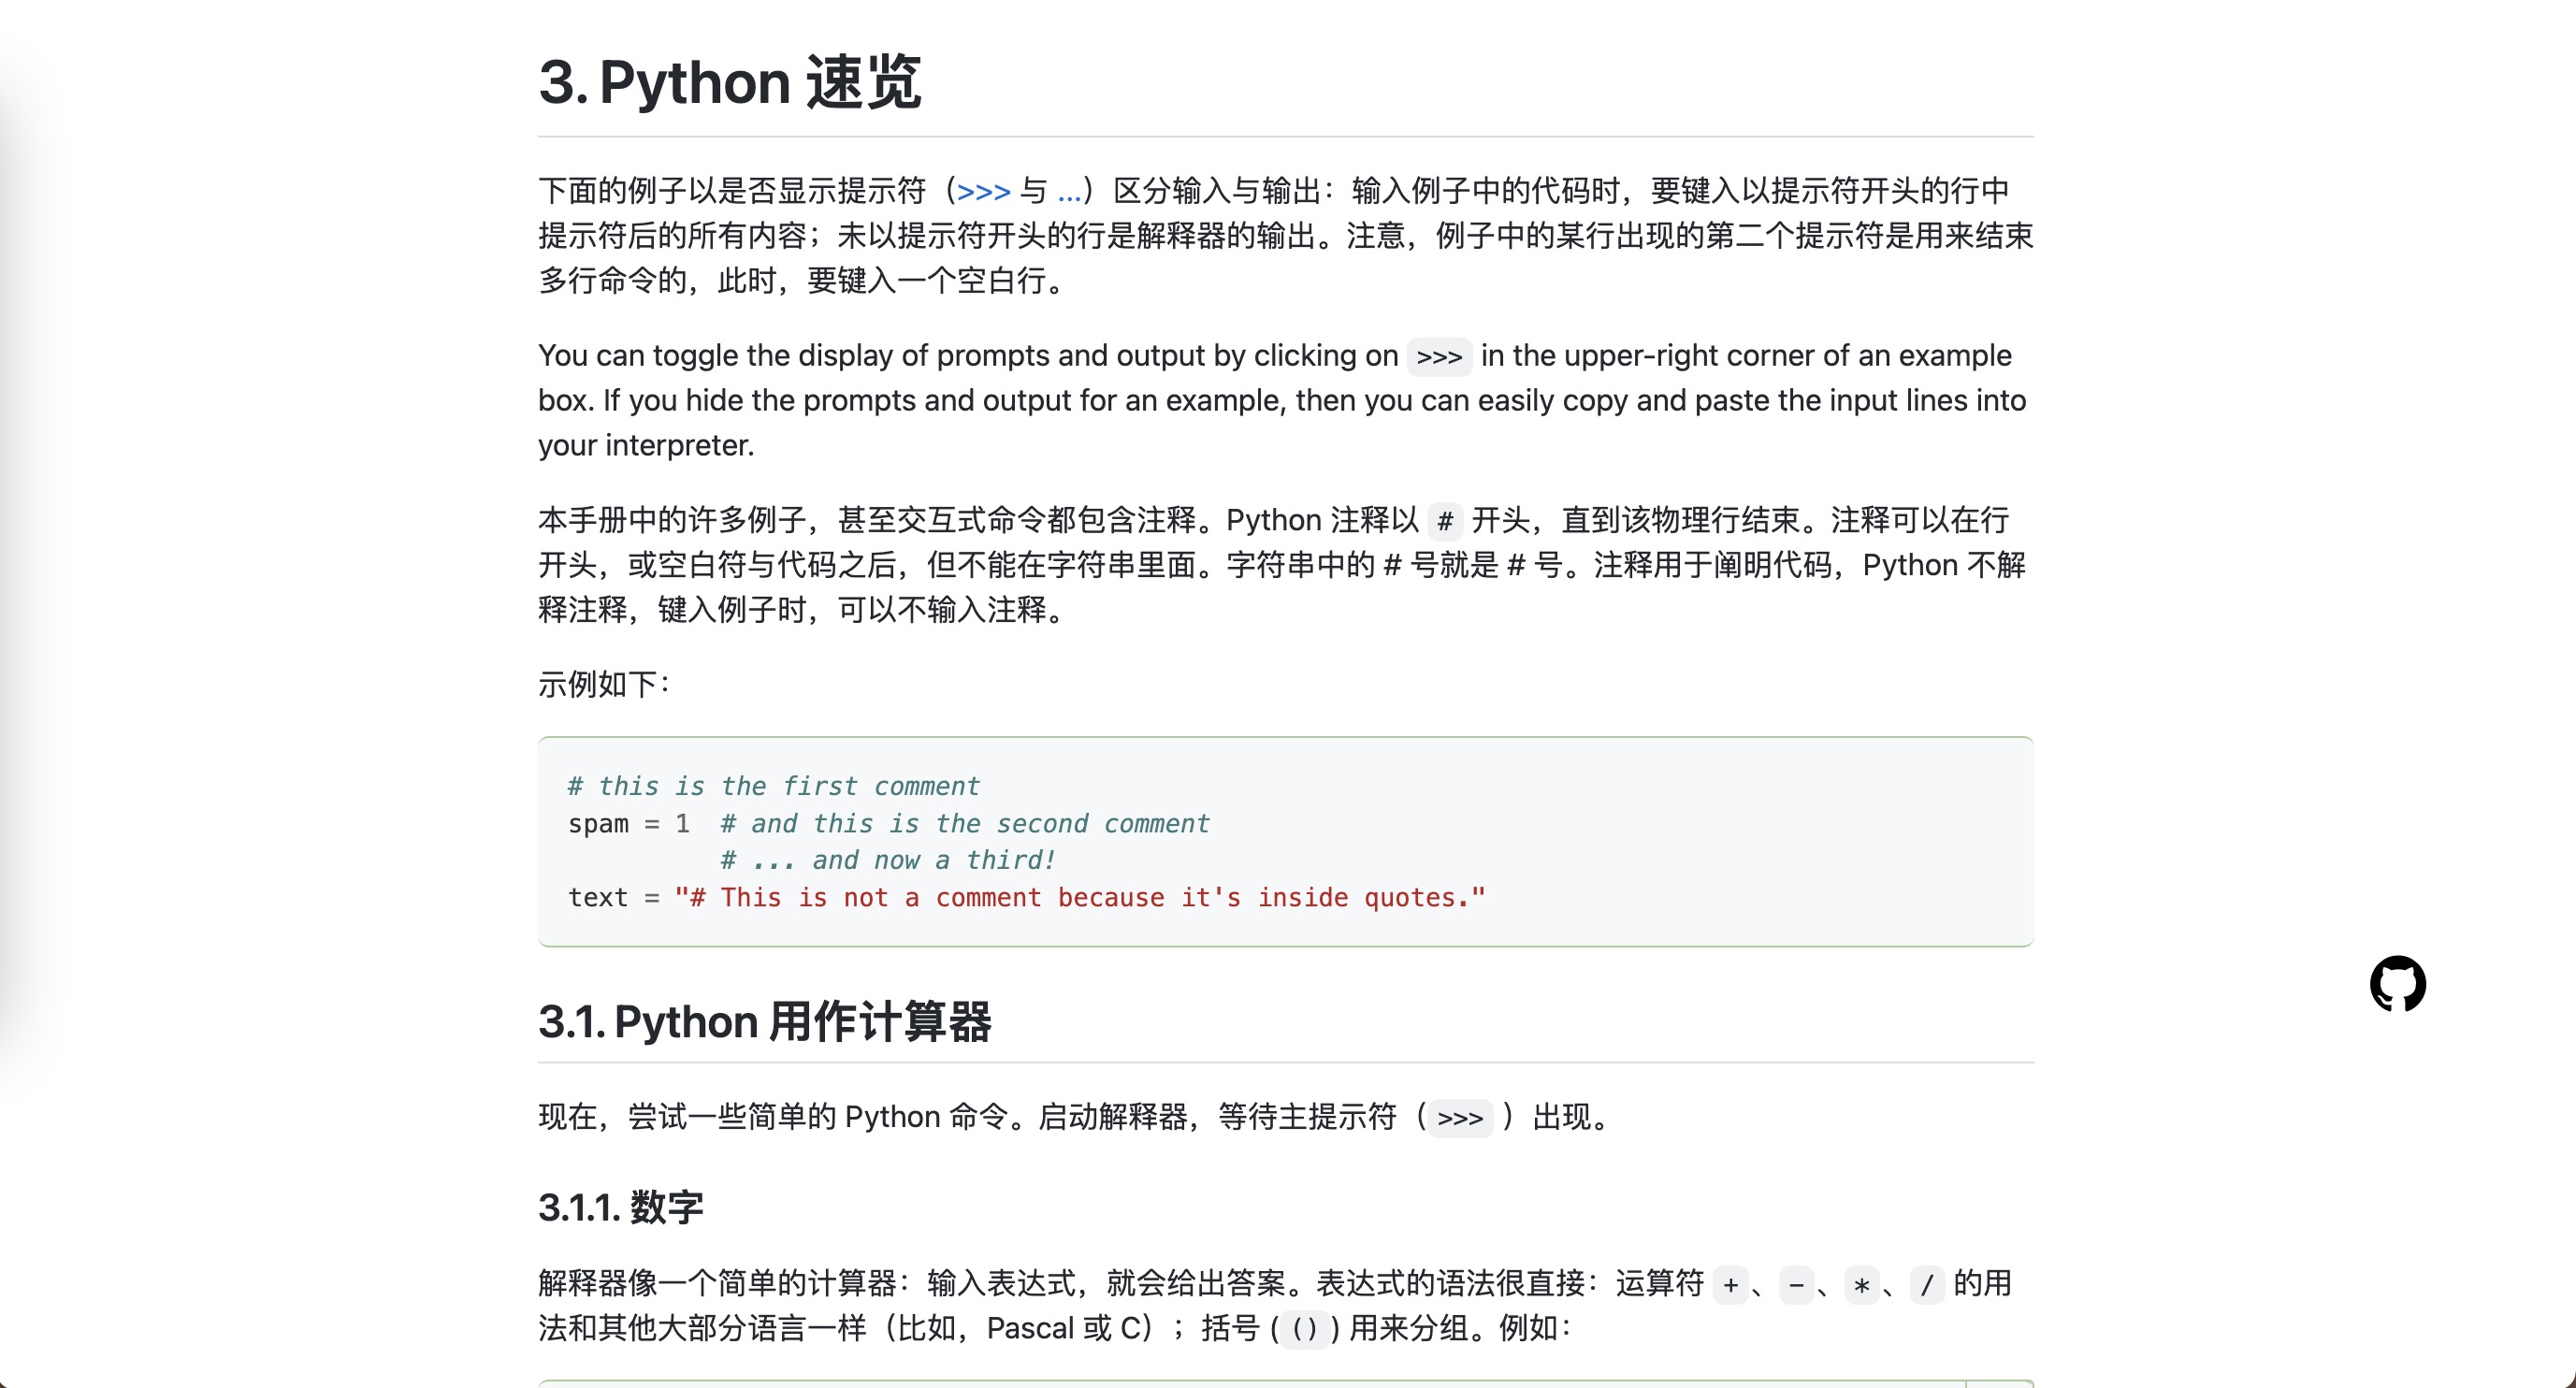 3. Python 速览
下面的例子以是否显示提示符（>>> 与 ...）区分输入与输出：输入例子中的代码时，要键入以提示符开头的行中
提示符后的所有内容；未以提示符开头的行是解释器的输出。注意，例子中的某行出现的第二个提示符是用来结束
多行命令的，此时，要键入一个空白行。
You can toggle the display of prompts and output by clicking on >>> in the upper-right corner of an example
box. If you hide the prompts and output for an example, then you can easily copy and paste the input lines into
your interpreter.
本手册中的许多例子，甚至交互式命令都包含注释。Python 注释以 # 开头，直到该物理行结束。注释可以在行
开头，或空白符与代码之后，但不能在字符串里面。字符串中的 # 号就是 # 号。注释用于阐明代码，Python 不解
释注释，键入例子时，可以不输入注释。
示例如下：
# this is the first comment
spam = 1  # and this is the second comment
          # ... and now a third!
text = "# This is not a comment because it's inside quotes."
3.1. Python 用作计算器
现在，尝试一些简单的 Python 命令。启动解释器，等待主提示符（ >>> ）出现。
3.1.1. 数字
解释器像一个简单的计算器：输入表达式，就会给出答案。表达式的语法很直接：运算符 +、-、*、/ 的用
法和其他大部分语言一样（比如，Pascal 或 C）；括号 ( () ) 用来分组。例如：